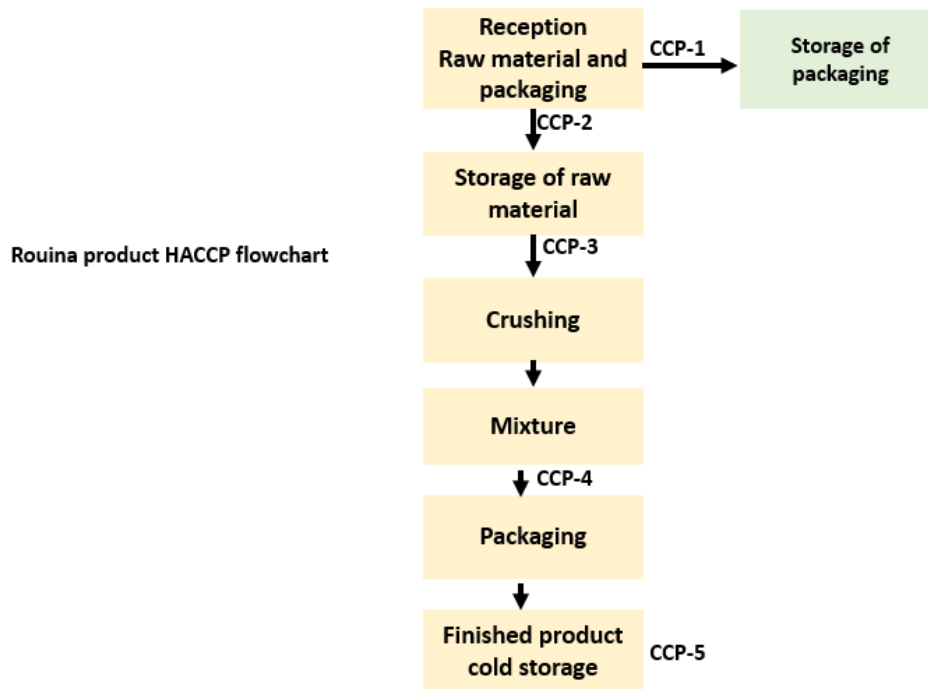 Reception
Raw material and
packaging
CCP-1
Storage of
packaging
CCP-2
Storage of raw
material
Rouina product HACCP flowchart
CCP-3
Crushing
Mixture
CCP-4
Packaging
Finished product
cold storage
CCP-5